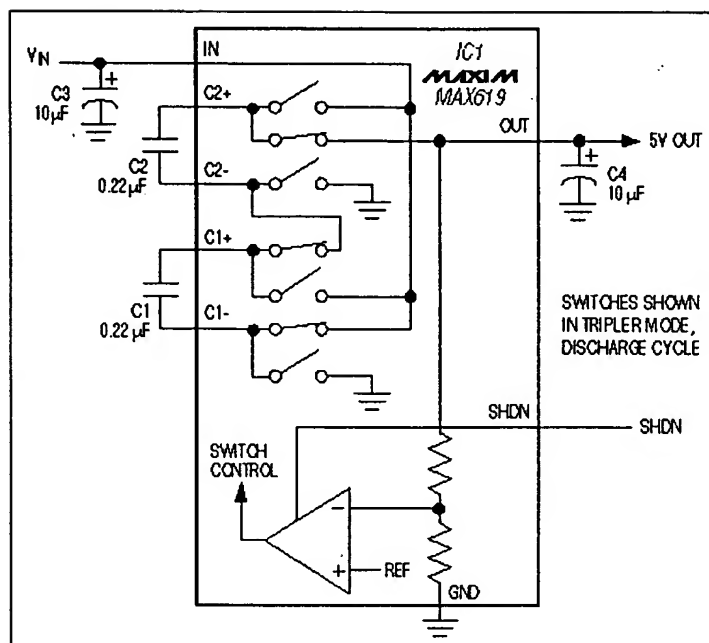 IC1
MAXIM
MAX619
VIN
IN
C3
10µF
C2+
C2
0.22µF
C2-
OUT
5V OUT
C4
10µF
C1+
C1
0.22µF
C1-
SWITCHES SHOWN
IN TRIPLER MODE,
DISCHARGE CYCLE
SHDN
SHDN
SWITCH
CONTROL
REF
GND